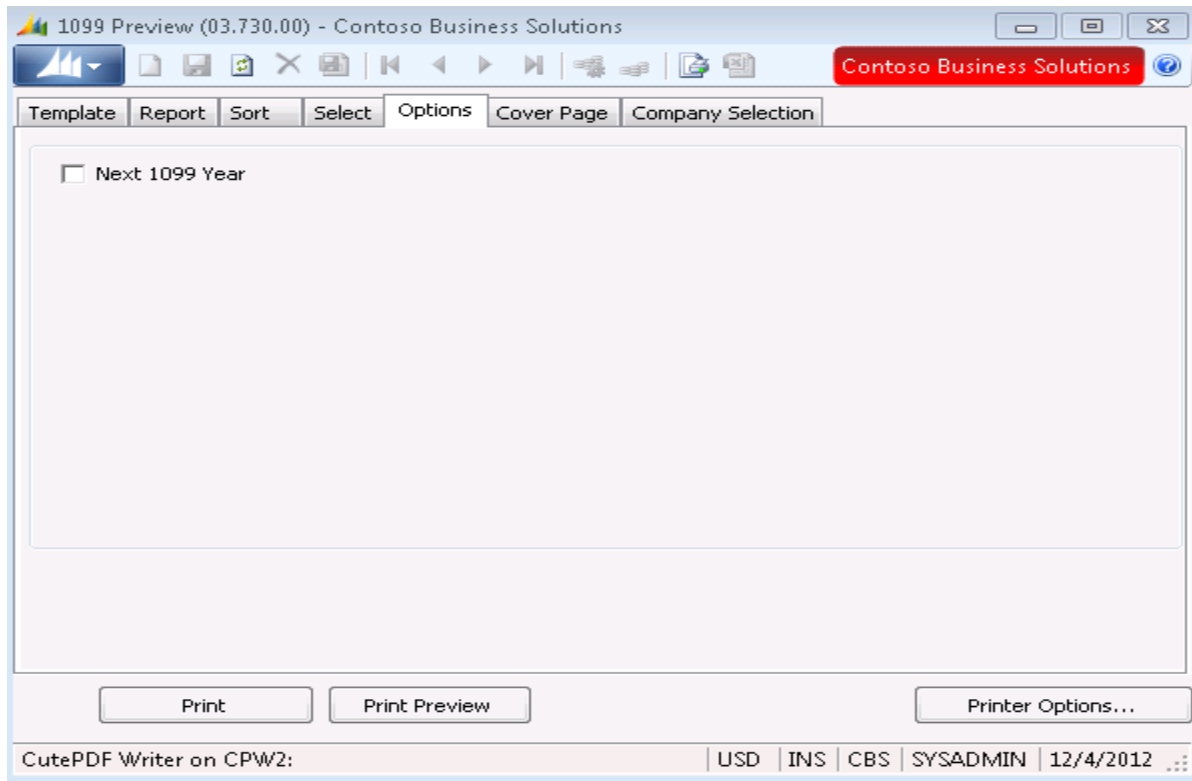 1099 Preview (03.730.00) - Contoso Business Solutions
Contoso Business Solutions
Template Report Sort Select Options Cover Page Company Selection
Next 1099 Year
Print Print Preview Printer Options...
CutePDF Writer on CPW2: USD INS CBS SYSADMIN 12/4/2012